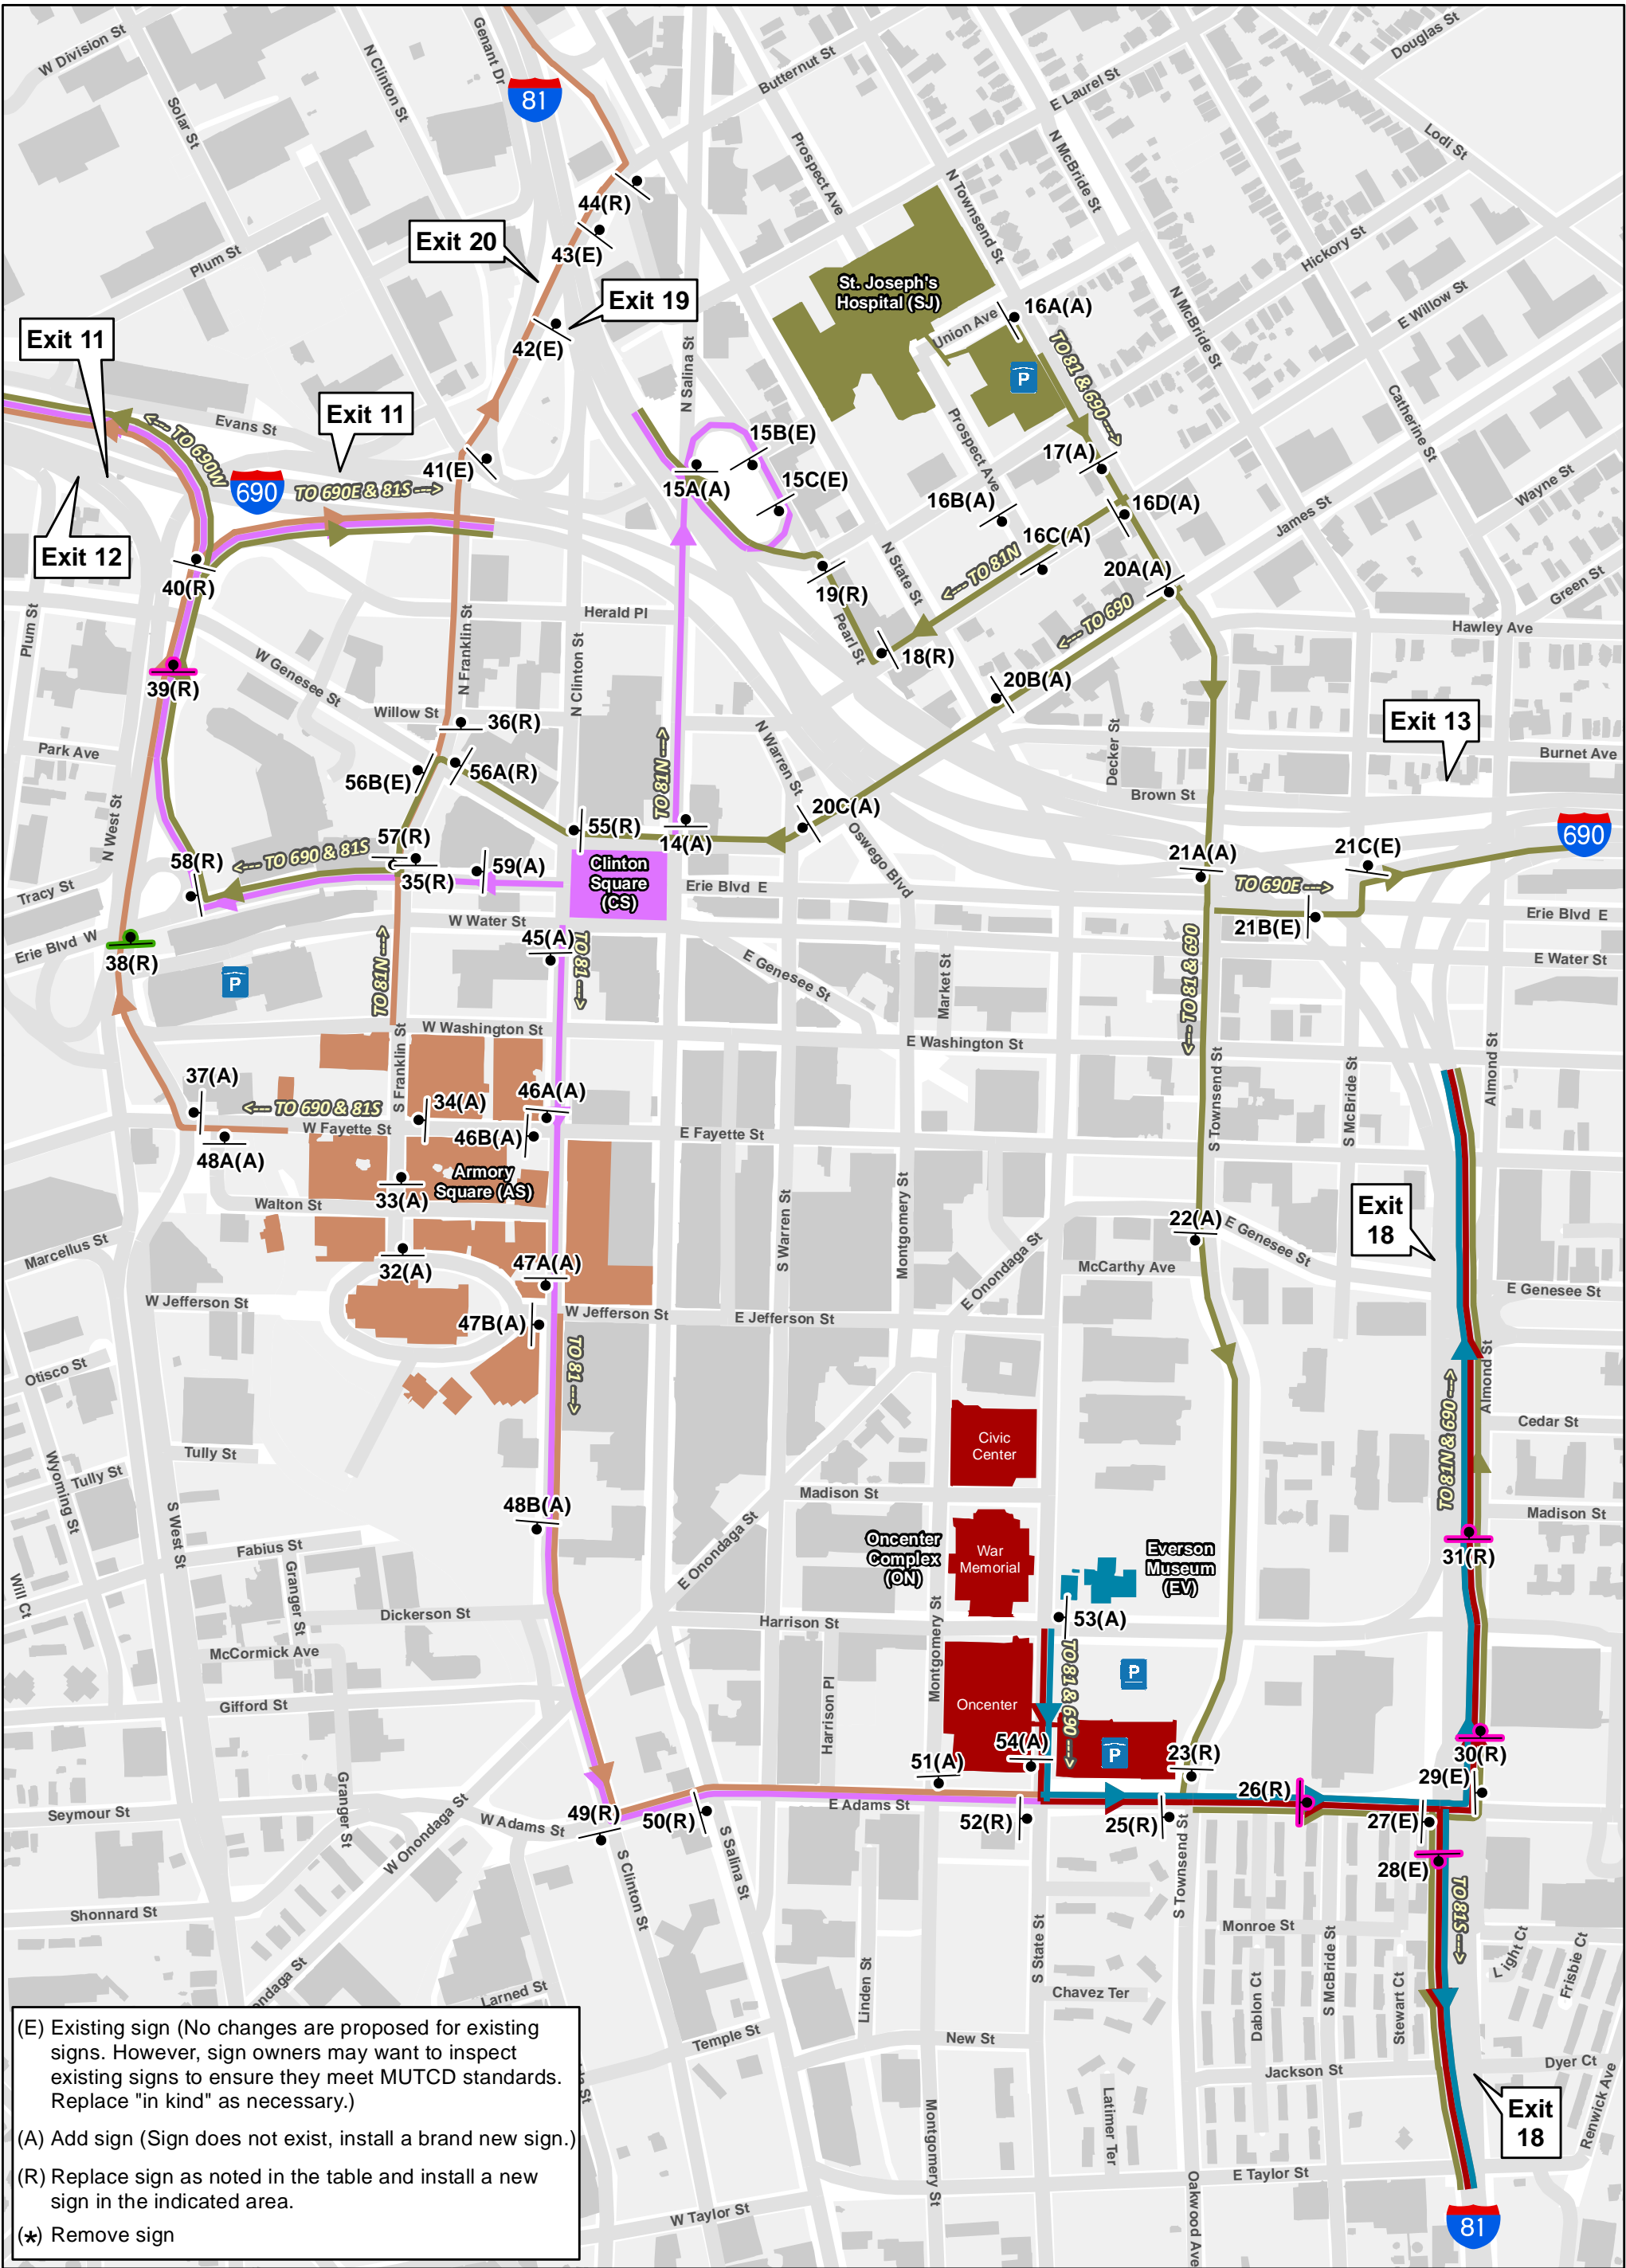 W Division St
Solar St
N Clinton St
Genant Dr
81
Butternut St
E Laurel St
Douglas St
Lodi St
Prospect Ave
N Townsend St
N McBride St
Hickory St
E Willow St
Plum St
44(R)
43(E)
Exit 20
Exit 19
42(E)
St. Joseph's
Hospital (SJ)
Union Ave
16A(A)
P
TO 81 & 690 --->
N McBride St
Catherine St
Wayne St
N Salina St
Prospect Ave
Exit 11
Exit 11
Evans St
<--- TO 690W
690
TO 690E & 81S --->
41(E)
15B(E)
15A(A)
15C(E)
17(A)
16B(A)
16D(A)
16C(A)
James St
Exit 12
40(R)
Herald Pl
19(R)
N State St
<--- TO 81N
20A(A)
Green St
Plum St
N Franklin St
N Clinton St
Pearl St
18(R)
<--- TO 690
Hawley Ave
39(R)
W Genesee St
20B(A)
Willow St
36(R)
Exit 13
Park Ave
56B(E)
56A(R)
TO 81N --->
N Warren St
Decker St
Burnet Ave
Brown St
N West St
57(R)
55(R)
14(A)
20C(A)
Oswego Blvd
690
58(R)
<--- TO 690 & 81S
35(R)
59(A)
Clinton
Square
(CS)
Erie Blvd E
21A(A)
21C(E)
TO 690E --->
21B(E)
Erie Blvd E
Tracy St
Erie Blvd W
W Water St
38(R)
P
45(A)
TO 81 --->
TO 81N --->
E Genesee St
Market St
<--- TO 81 & 690
E Water St
W Washington St
E Washington St
Almond St
37(A)
<--- TO 690 & 81S
S Franklin St
34(A)
46A(A)
W Fayette St
46B(A)
E Fayette St
S Townsend St
S McBride St
48A(A)
Armory
Square (AS)
33(A)
Walton St
Montgomery St
S Warren St
22(A)
E Genesee St
Exit
18
Marcellus St
32(A)
47A(A)
E Onondaga St
McCarthy Ave
E Genesee St
W Jefferson St
47B(A)
W Jefferson St
E Jefferson St
TO 81 --->
Otisco St
Almond St
TO 81N & 690 --->
Civic
Center
Cedar St
Tully St
Tully St
Wyoming St
S West St
48B(A)
Madison St
Madison St
E Onondaga St
Oncenter
Complex
(ON)
War
Memorial
Everson
Museum
(EV)
31(R)
Fabius St
Granger St
Will Ct
Dickerson St
Harrison St
53(A)
McCormick Ave
TO 81 & 690 --->
Montgomery St
Harrison Pl
P
Gifford St
Oncenter
54(A)
P
51(A)
23(R)
30(R)
29(E)
26(R)
Seymour St
Granger St
49(R)
50(R)
E Adams St
52(R)
25(R)
27(E)
28(E)
W Adams St
W Onondaga St
S Clinton St
S Salina St
S Townsend St
TO 81S --->
Shonnard St
Monroe St
S State St
Linden St
Dablon Ct
S McBride St
Stewart Ct
Light Ct
Frisbie Ct
Larned St
Chavez Ter
Temple St
New St
Jackson St
Dyer Ct
Renwick Ave
Latimer Ter
Montgomery St
Exit
18
W Taylor St
E Taylor St
Oakwood Ave
81
(E) Existing sign (No changes are proposed for existing
signs. However, sign owners may want to inspect
existing signs to ensure they meet MUTCD standards.
Replace "in kind" as necessary.)
(A) Add sign (Sign does not exist, install a brand new sign.)
(R) Replace sign as noted in the table and install a new
sign in the indicated area.
(*) Remove sign